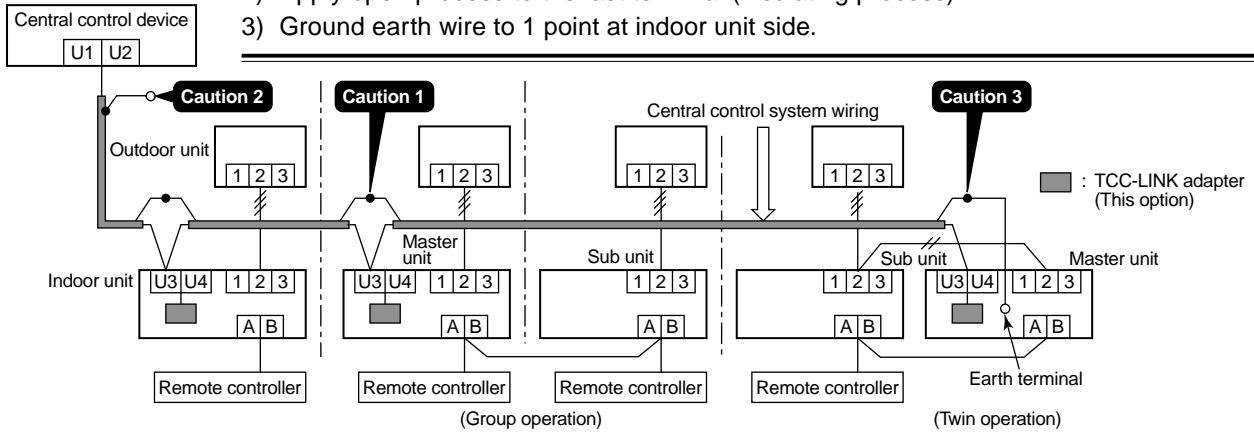 3) Ground earth wire to 1 point at indoor unit side.
Central control device
U1 U2
Caution 2
Caution 1
Caution 3
Central control system wiring
Outdoor unit
1 2 3
1 2 3
1 2 3
1 2 3
: TCC-LINK adapter
(This option)
Indoor unit
U3 U4
1 2 3
A B
Master
unit
U3 U4
1 2 3
A B
Sub unit
1 2 3
A B
Sub unit
1 2 3
A B
Master unit
U3 U4
1 2 3
A B
Earth terminal
Remote controller
Remote controller
Remote controller
Remote controller
(Group operation)
(Twin operation)